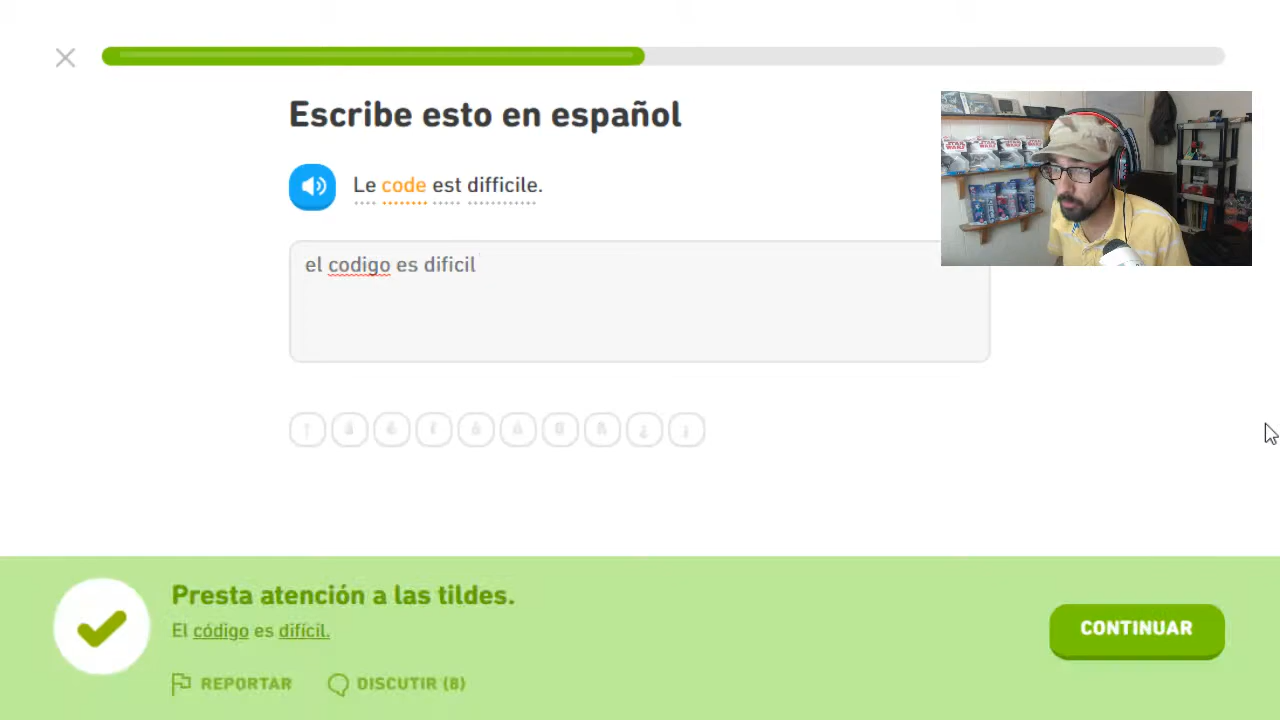 Escribe esto en español
Le code est difficile.
el codigo es dificil
Presta atención a las tildes.
El código es difícil.
REPORTAR
DISCUTIR (8)
CONTINUAR